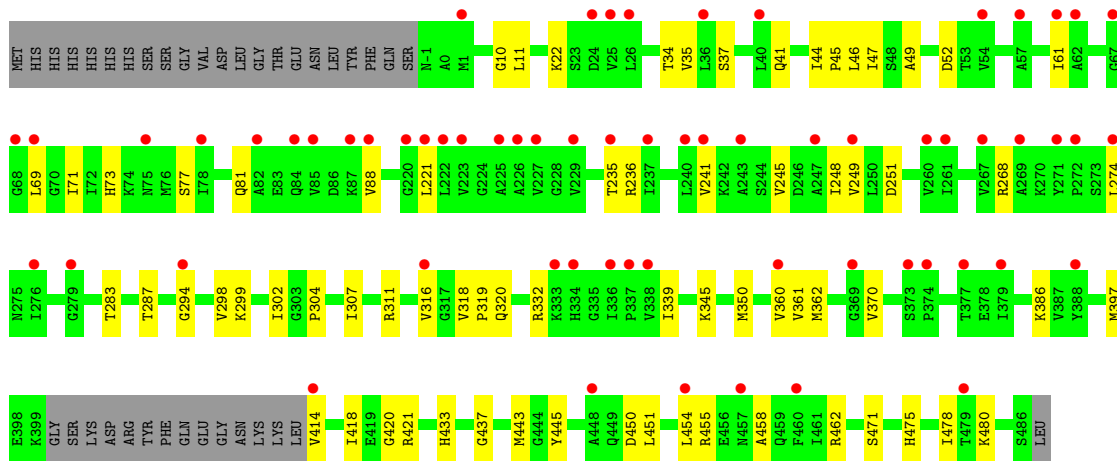 MET HIS HIS HIS HIS HIS HIS SER SER GLY VAL ASP LEU GLY THR GLU ASN LEU TYR PHE GLN SER N-1 A0 M1 G10 L11 K22 S23 D24 V25 L26 T34 V35 L36 S37 L40 Q41 I44 P45 L46 I47 S48 A49 D52 T53 V54 A57 I61 A62 G67
G68 L69 G70 I71 I72 H73 K74 N75 M76 S77 I78 Q81 A82 E83 Q84 V85 D86 K87 V88 G220 L221 L222 V223 G224 A225 A226 V227 G228 V229 T235 R236 I237 L240 V241 K242 A243 S244 V245 D246 A247 I248 V249 L250 D251 V260 I261 V267 R268 A269 K270 Y271 P272 S273 L274
N275 I276 G279 T283 T287 G294 V298 K299 I302 G303 P304 I307 R311 V316 G317 V318 P319 Q320 R332 K333 H334 G335 I336 P337 V338 I339 K345 M350 V360 V361 M362 G369 V370 S373 P374 T377 E378 I379 K386 V387 Y388 M397
E398 K399 GLY SER LYS ASP ARG TYR PHE GLN GLU GLY ASN LYS LYS LEU V414 I418 E419 G420 R421 H433 G437 M443 G444 Y445 A448 Q449 D450 L451 L454 R455 E456 N457 A458 Q459 F460 I461 R462 S471 H475 I478 T479 K480 S486 LEU